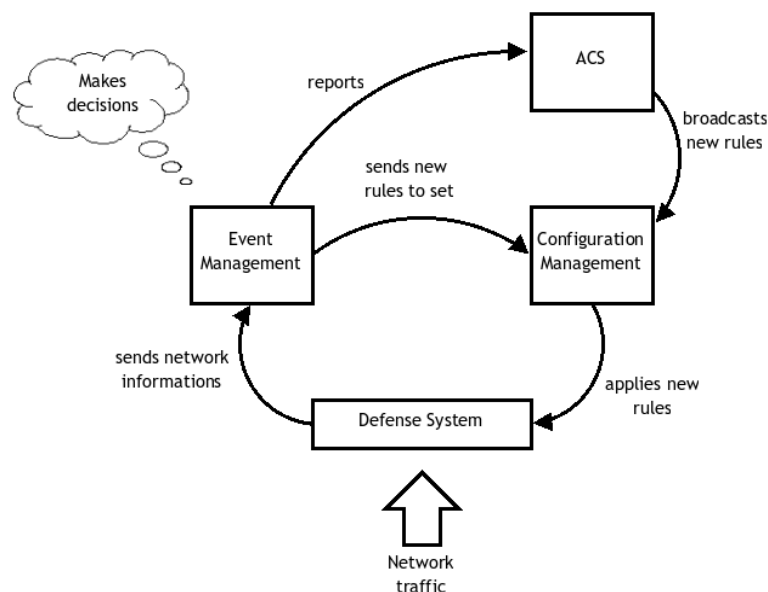 Makes
decisions
reports
ACS
broadcasts
new rules
sends new
rules to set
Event
Management
Configuration
Management
sends network
informations
applies new
rules
Defense System
Network
traffic